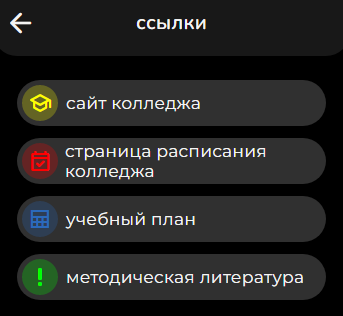 ссылки
сайт колледжа
страница расписания
колледжа
учебный план
методическая литература